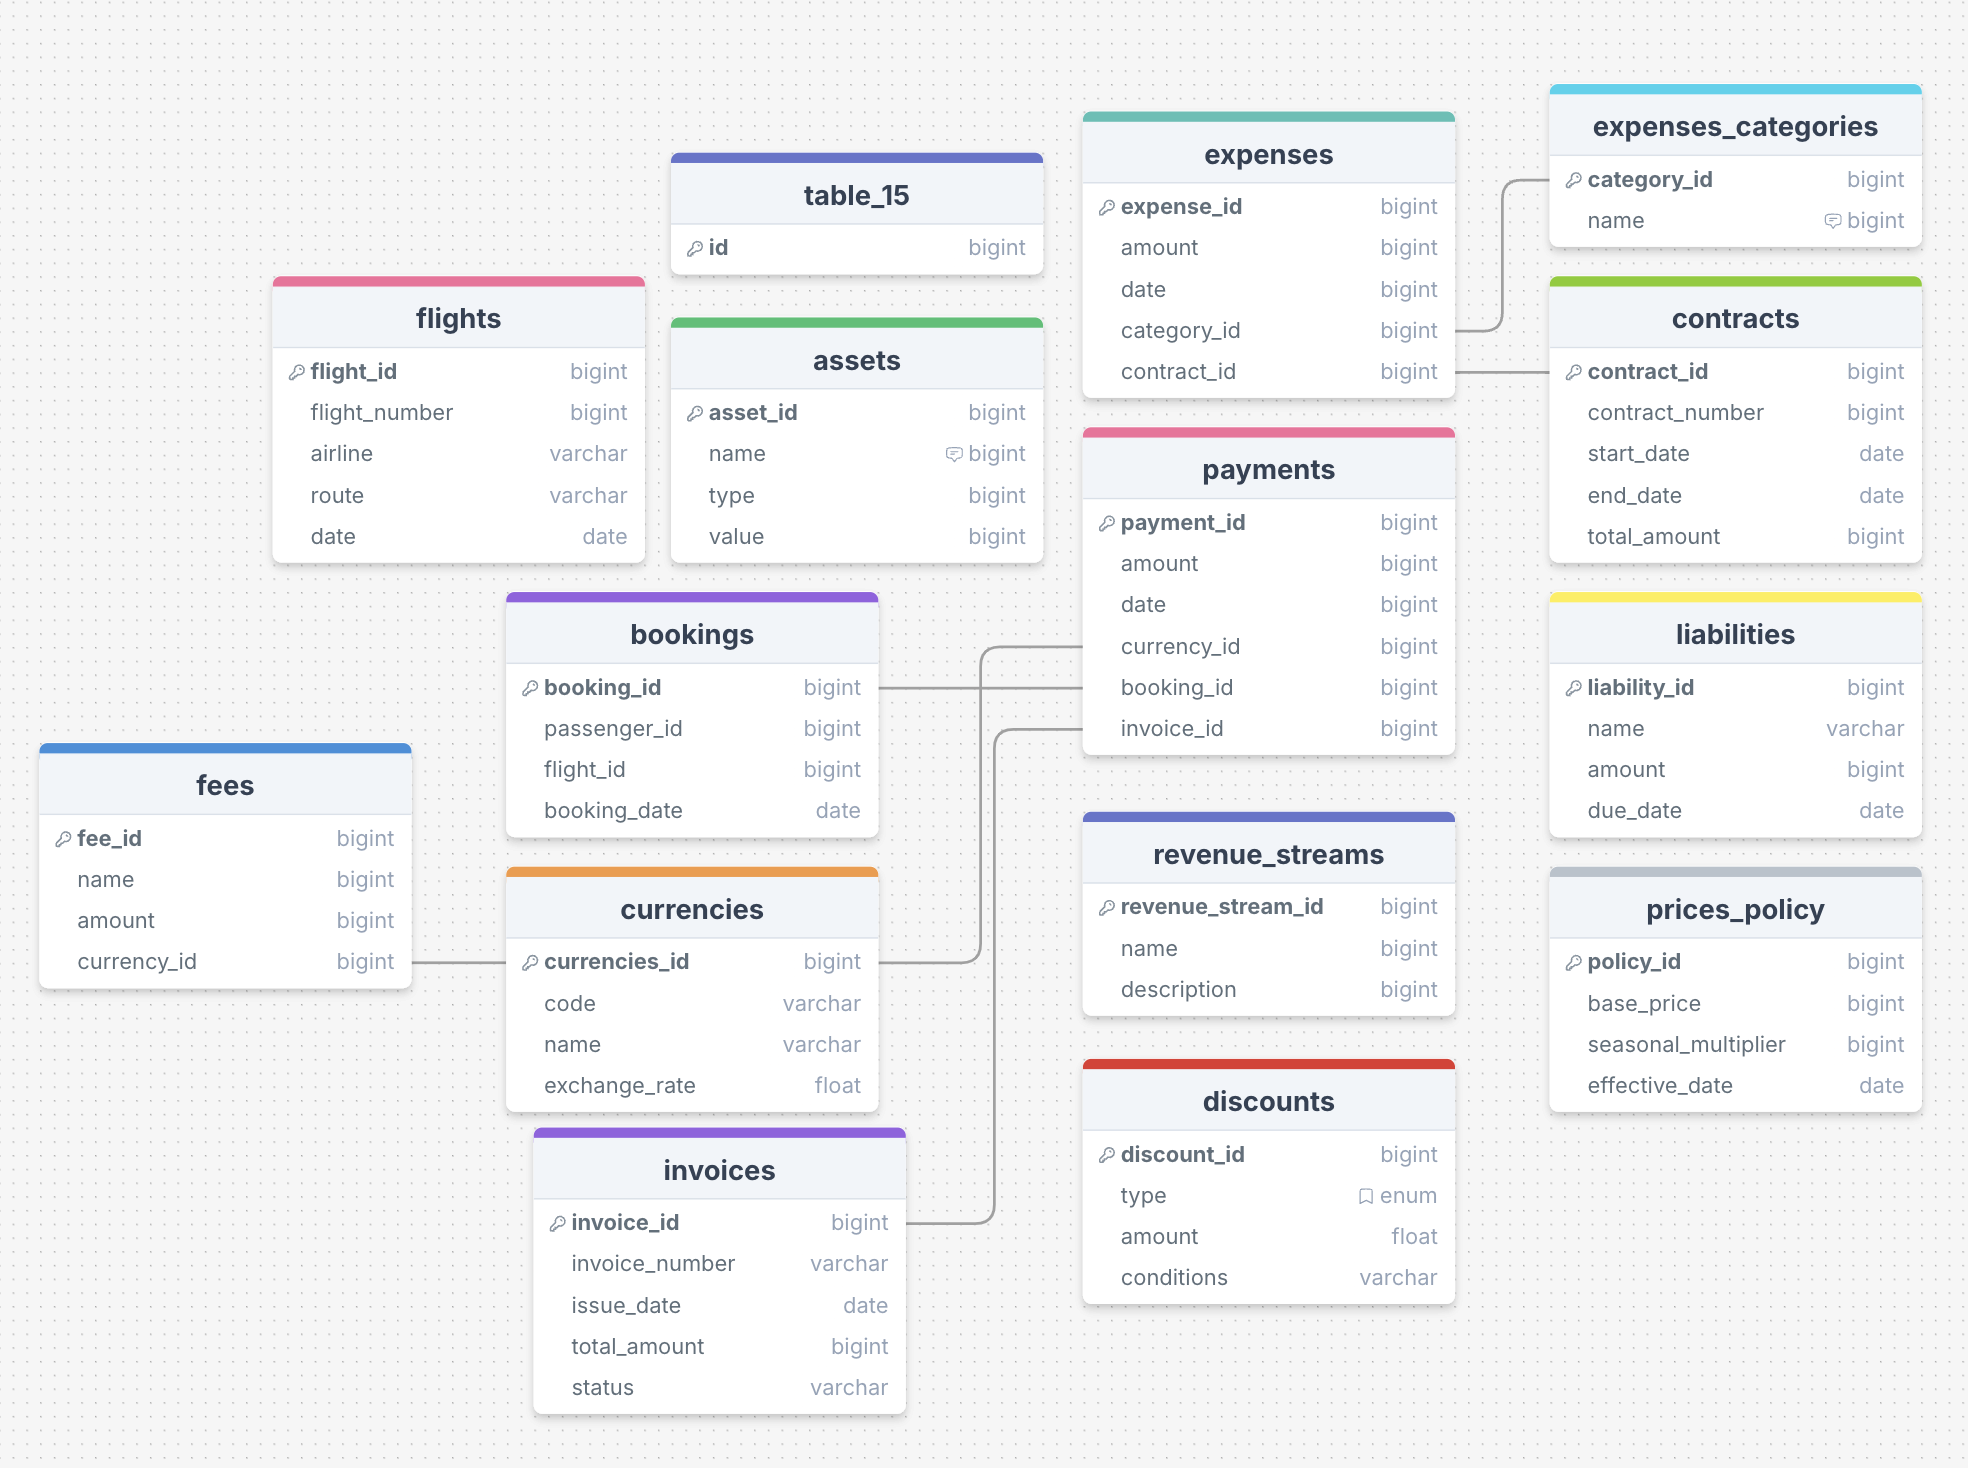 expenses_categories
category_id bigint
name bigint
expenses
expense_id bigint
amount bigint
date bigint
category_id bigint
contract_id bigint
table_15
id bigint
flights
flight_id bigint
flight_number bigint
airline varchar
route varchar
date date
assets
asset_id bigint
name bigint
type bigint
value bigint
contracts
contract_id bigint
contract_number bigint
start_date date
end_date date
total_amount bigint
payments
payment_id bigint
amount bigint
date bigint
currency_id bigint
booking_id bigint
invoice_id bigint
bookings
booking_id bigint
passenger_id bigint
flight_id bigint
booking_date date
liabilities
liability_id bigint
name varchar
amount bigint
due_date date
fees
fee_id bigint
name bigint
amount bigint
currency_id bigint
currencies
currencies_id bigint
code varchar
name varchar
exchange_rate float
revenue_streams
revenue_stream_id bigint
name bigint
description bigint
prices_policy
policy_id bigint
base_price bigint
seasonal_multiplier bigint
effective_date date
discounts
discount_id bigint
type enum
amount float
conditions varchar
invoices
invoice_id bigint
invoice_number varchar
issue_date date
total_amount bigint
status varchar